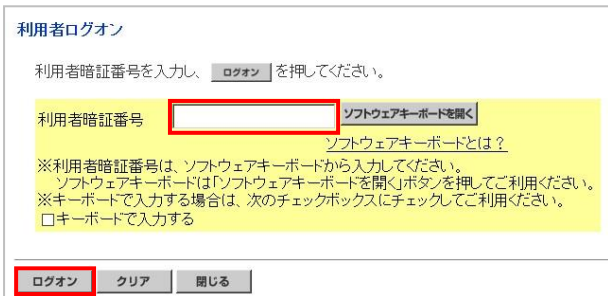 利用者ログオン
利用者暗証番号を入力し、 ログオン を押してください。
利用者暗証番号 ソフトウェアキーボードを開く
ソフトウェアキーボードとは?
※利用者暗証番号は、ソフトウェアキーボードから入力してください。
ソフトウェアキーボードは「ソフトウェアキーボードを開く」ボタンを押してご利用ください。
※キーボードで入力する場合は、次のチェックボックスにチェックしてご利用ください。
□キーボードで入力する
ログオン クリア 閉じる